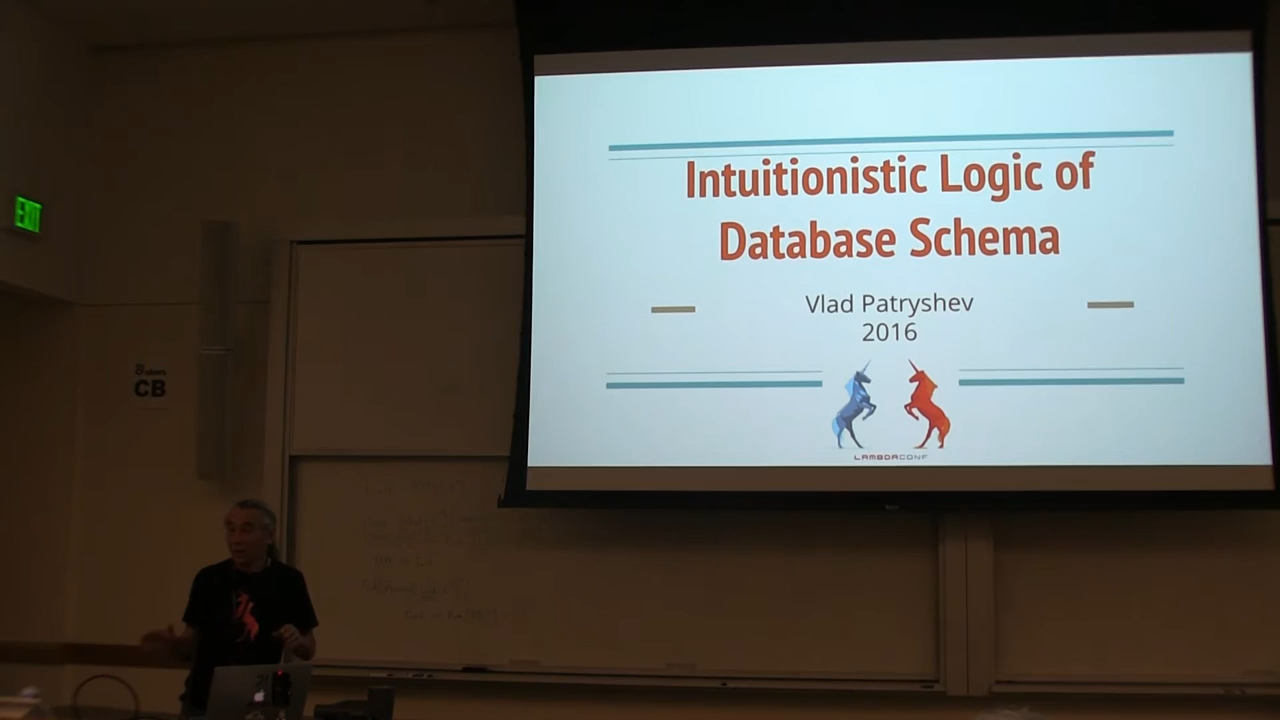 Intuitionistic Logic of
Database Schema
Vlad Patryshev
2016
LAMBDACONF
EXIT
CB